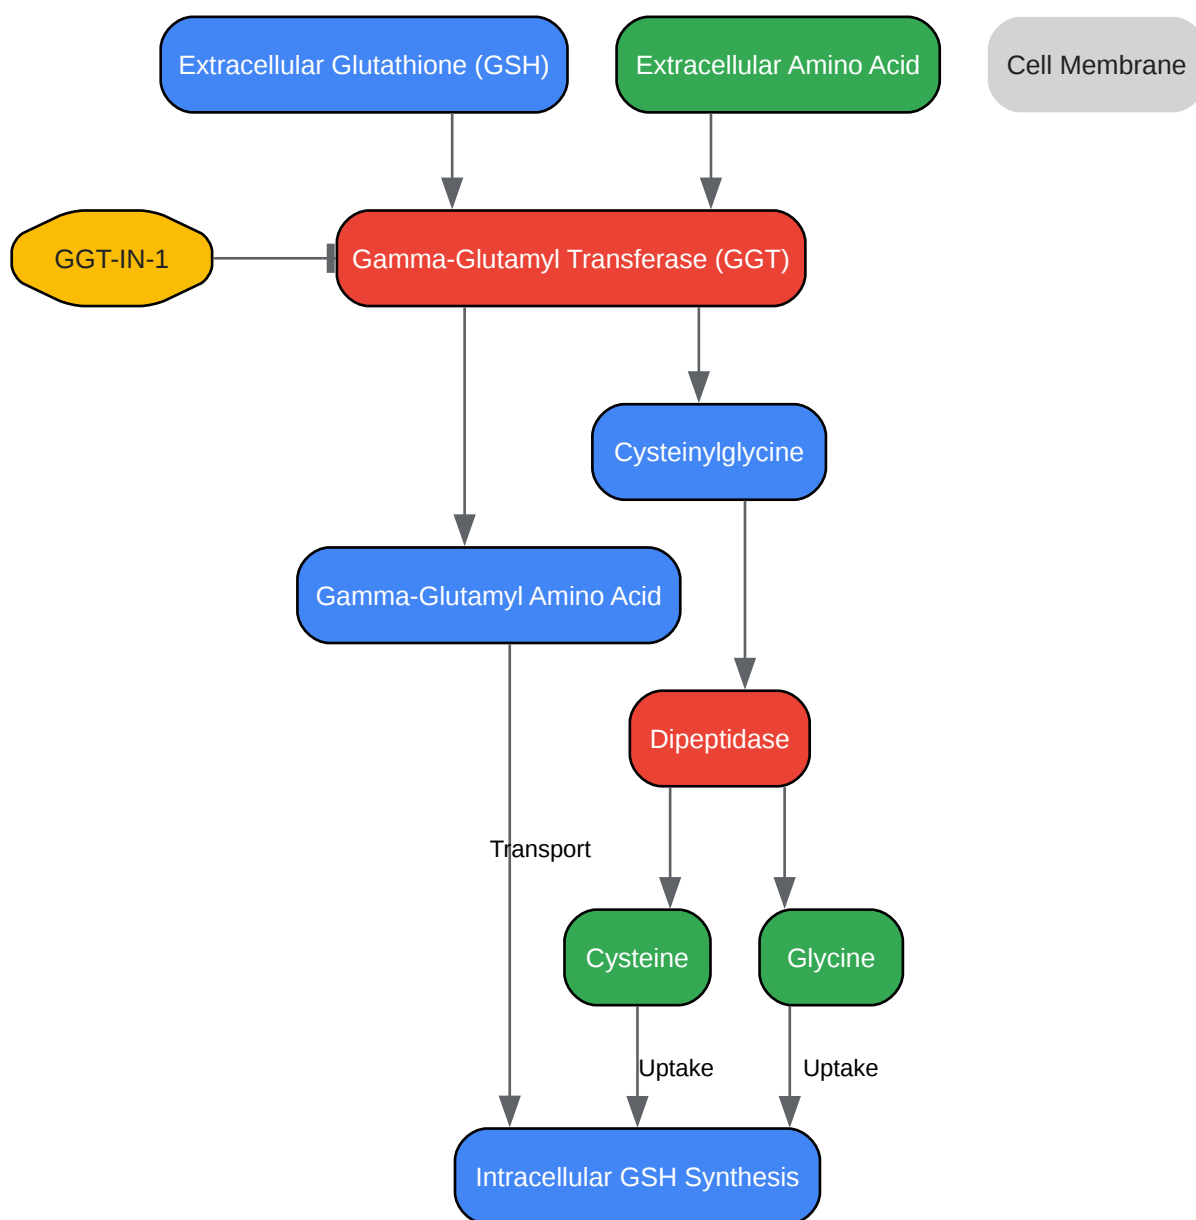 Extracellular Glutathione (GSH)
Extracellular Amino Acid
Cell Membrane
GGT-IN-1
Gamma-Glutamyl Transferase (GGT)
Cysteinylglycine
Gamma-Glutamyl Amino Acid
Dipeptidase
Transport
Cysteine
Glycine
Uptake
Uptake
Intracellular GSH Synthesis